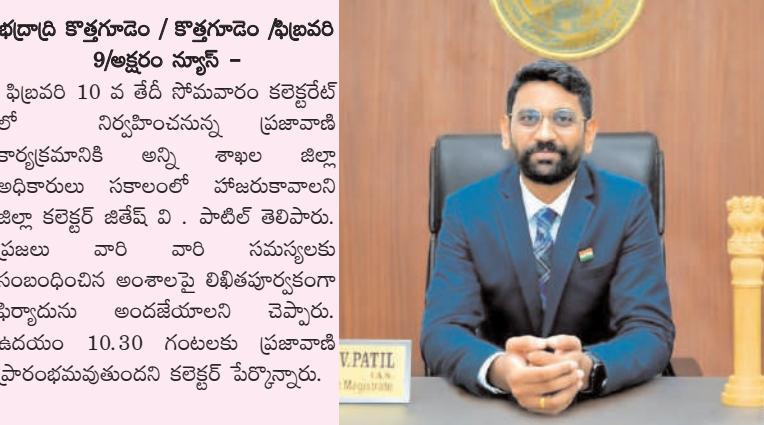 భద్రాద్రి కొత్తగూడెం / కొత్తగూడెం /ఫిబ్రవరి
9/అక్షరం న్యూస్ –
ఫిబ్రవరి 10 వ తేదీ సోమవారం కలెక్టరేట్
లో నిర్వహించనున్న ప్రజావాణి
కార్యక్రమానికి అన్ని శాఖల జిల్లా
అధికారులు సకాలంలో హాజరుకావాలని
జిల్లా కలెక్టర్ జితేష్ వి . పాటిల్ తెలిపారు.
ప్రజలు వారి వారి సమస్యలకు
సంబంధించిన అంశాలపై లిఖితపూర్వకంగా
ఫిర్యాదును అందజేయాలని చెప్పారు.
ఉదయం 10.30 గంటలకు ప్రజావాణి
ప్రారంభమవుతుందని కలెక్టర్ పేర్కొన్నారు.
V.PATIL
I.A.S.
Magistrate